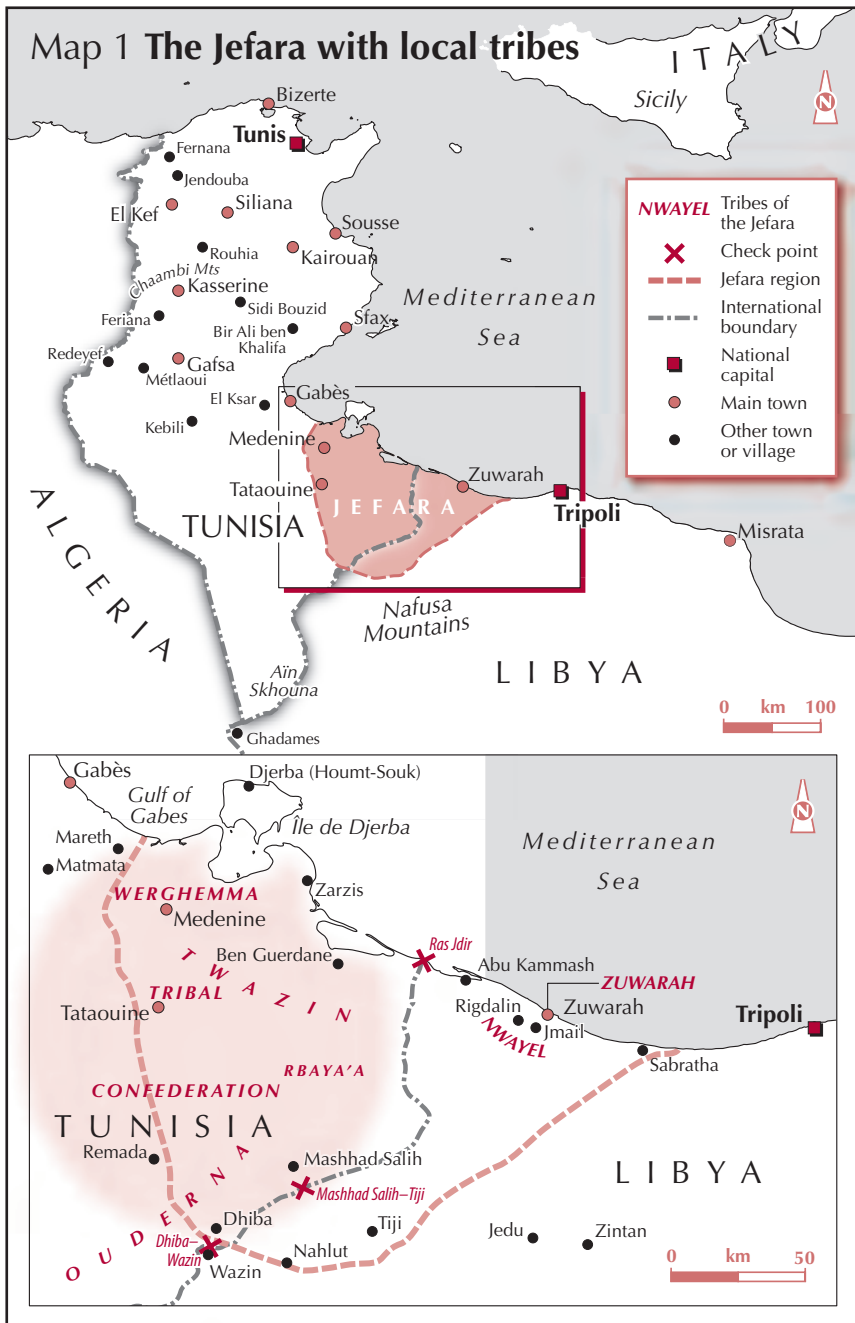 Map 1 The Jefara with local tribes
ITALY
Sicily
N
Bizerte
Tunis
Fernana
Jendouba
El Kef
Siliana
Sousse
Rouhia
Kairouan
Chaambi Mts
Kasserine
Sidi Bouzid
Feriana
Bir Ali ben
Khalifa
Sfax
Redeyef
Gafsa
Métlaoui
El Ksar
Gabès
Kebili
Medenine
Tataouine
JEFARA
Zuwarah
Tripoli
Misrata
Mediterranean
Sea
ALGERIA
TUNISIA
Nafusa
Mountains
LIBYA
Aïn
Skhouna
Ghadames
NWAYEL
Tribes of
the Jefara
Check point
Jefara region
International
boundary
National
capital
Main town
Other town
or village
0 km 100
Gabès
Gulf of
Gabes
Djerba (Houmt-Souk)
Île de Djerba
N
Mediterranean
Sea
Mareth
Matmata
WERGHEMMA
Medenine
Zarzis
TWAZIN
Ben Guerdane
Ras Jdir
Abu Kammash
ZUWARAH
TRIBAL
Tataouine
Rigdalin
Zuwarah
Jmail
NWAYEL
Tripoli
Sabratha
RBAYA'A
CONFEDERATION
TUNISIA
Remada
Mashhad Salih
Mashhad Salih–Tiji
LIBYA
OUDERNA
Dhiba
Dhiba–
Wazin
Wazin
Tiji
Nahlut
Jedu
Zintan
0 km 50